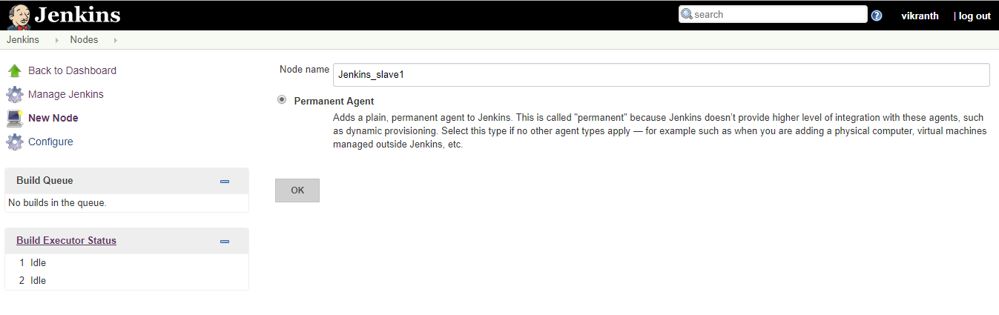 Jenkins
search
?
vikranth
| log out
Jenkins
Nodes
Back to Dashboard
Manage Jenkins
New Node
Configure
Build Queue
No builds in the queue.
Build Executor Status
1 Idle
2 Idle
Node name
Jenkins_slave1
Permanent Agent
Adds a plain, permanent agent to Jenkins. This is called "permanent" because Jenkins doesn't provide higher level of integration with these agents, such
as dynamic provisioning. Select this type if no other agent types apply — for example such as when you are adding a physical computer, virtual machines
managed outside Jenkins, etc.
OK